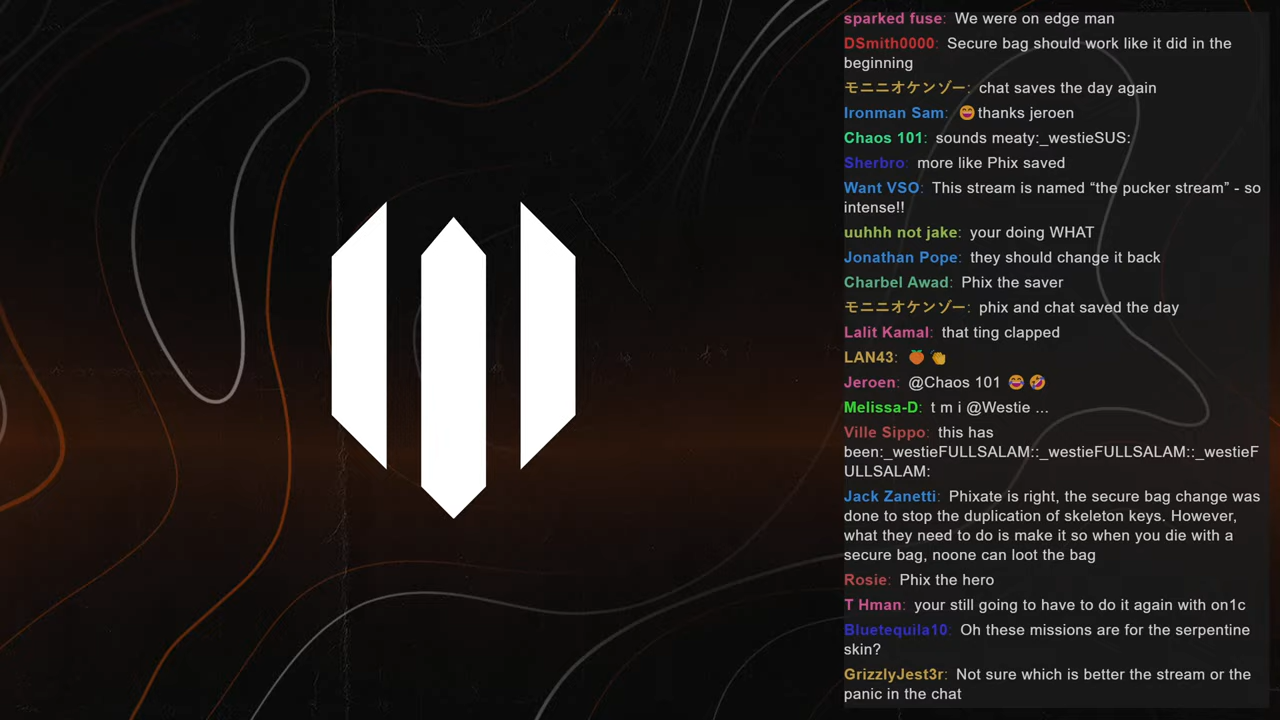 sparked fuse: We were on edge man
DSmith0000: Secure bag should work like it did in the
beginning
モニニオケンゾー: chat saves the day again
Ironman Sam: 😄thanks jeroen
Chaos 101: sounds meaty:_westieSUS:
Sherbro: more like Phix saved
Want VSO: This stream is named “the pucker stream” - so
intense!!
uuhhh not jake: your doing WHAT
Jonathan Pope: they should change it back
Charbel Awad: Phix the saver
モニニオケンゾー: phix and chat saved the day
Lalit Kamal: that ting clapped
LAN43: 🍑 👏
Jeroen: @Chaos 101 😂 🤣
Melissa-D: t m i @Westie ...
Ville Sippo: this has
been:_westieFULLSALAM::_westieFULLSALAM::_westieF
ULLSALAM:
Jack Zanetti: Phixate is right, the secure bag change was
done to stop the duplication of skeleton keys. However,
what they need to do is make it so when you die with a
secure bag, noone can loot the bag
Rosie: Phix the hero
T Hman: your still going to have to do it again with on1c
Bluetequila10: Oh these missions are for the serpentine
skin?
GrizzlyJest3r: Not sure which is better the stream or the
panic in the chat